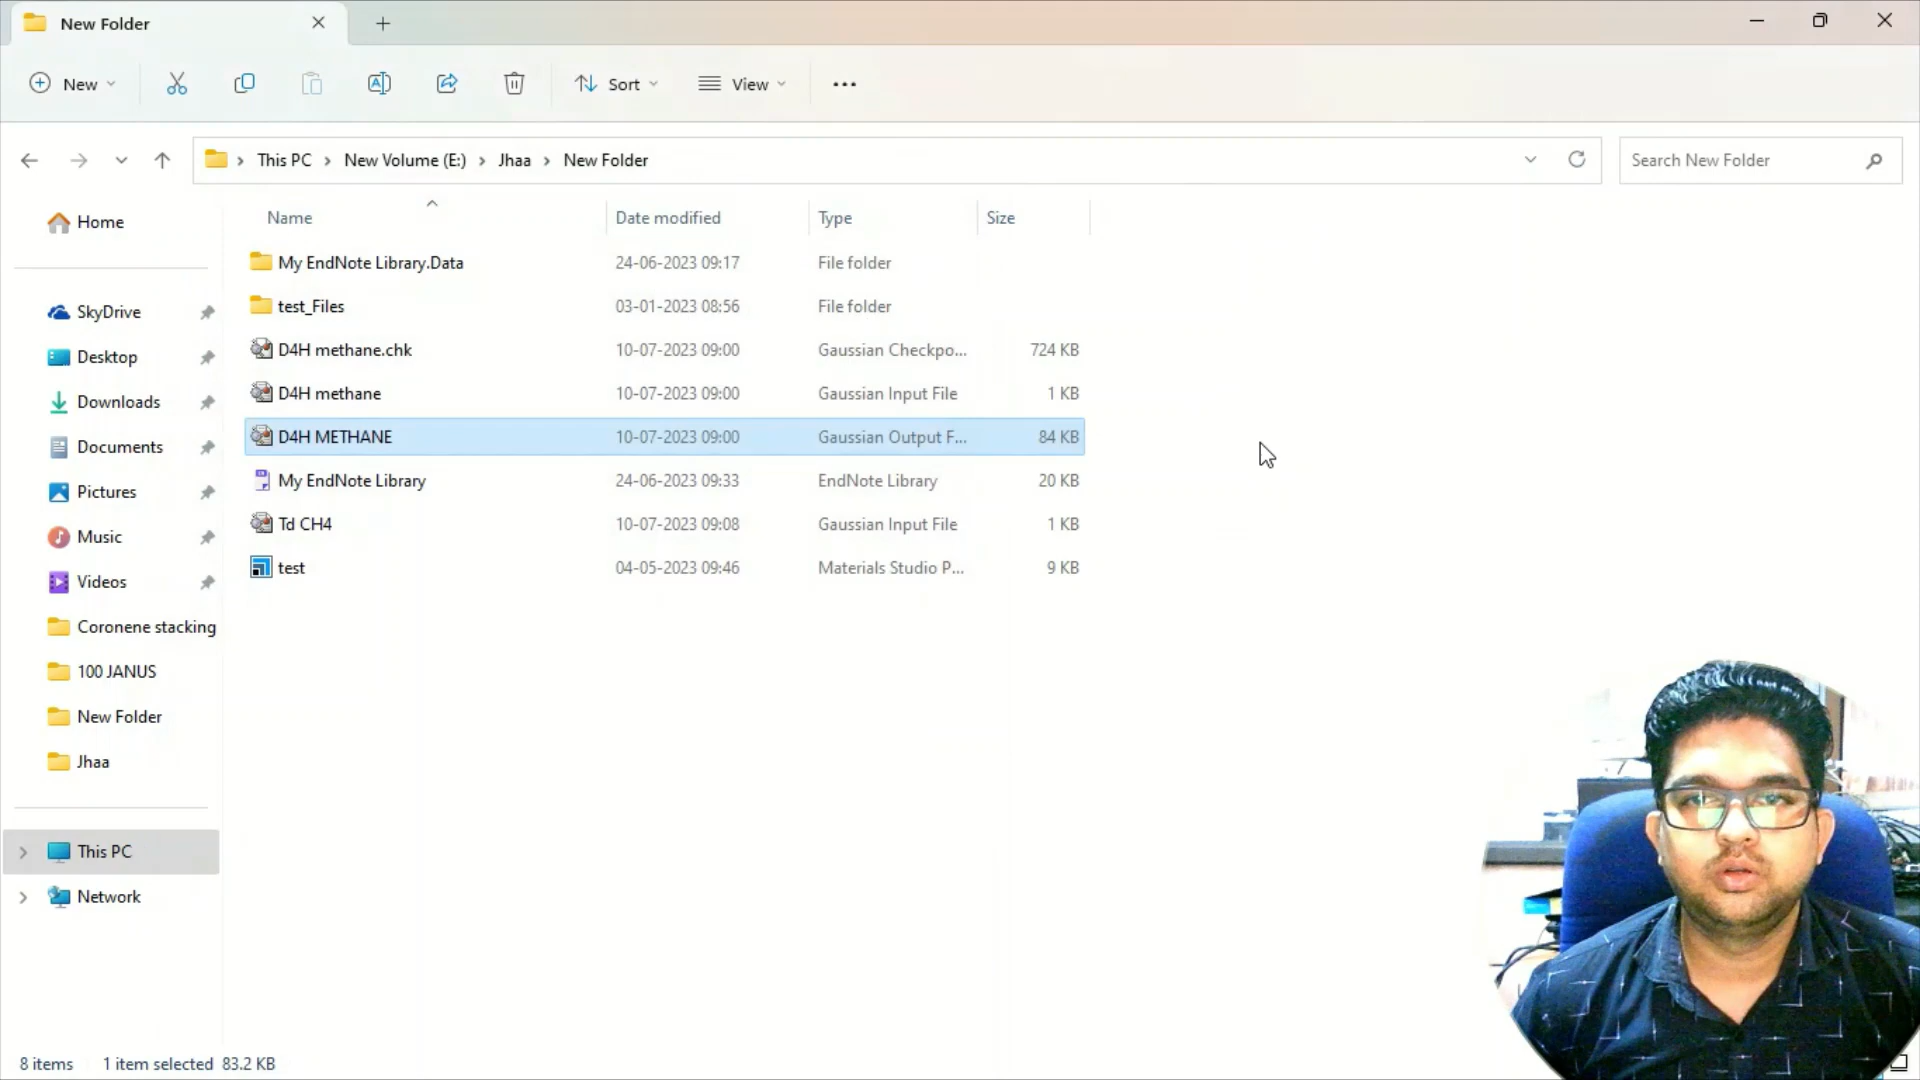 New Folder
New
Sort
View
This PC > New Volume (E:) > Jhaa > New Folder
Search New Folder
Name Date modified Type Size
My EndNote Library.Data 24-06-2023 09:17 File folder
test_Files 03-01-2023 08:56 File folder
D4H methane.chk 10-07-2023 09:00 Gaussian Checkpo... 724 KB
D4H methane 10-07-2023 09:00 Gaussian Input File 1 KB
D4H METHANE 10-07-2023 09:00 Gaussian Output F... 84 KB
My EndNote Library 24-06-2023 09:33 EndNote Library 20 KB
Td CH4 10-07-2023 09:08 Gaussian Input File 1 KB
test 04-05-2023 09:46 Materials Studio P... 9 KB
Home
SkyDrive
Desktop
Downloads
Documents
Pictures
Music
Videos
Coronene stacking
100 JANUS
New Folder
Jhaa
This PC
Network
8 items 1 item selected 83.2 KB